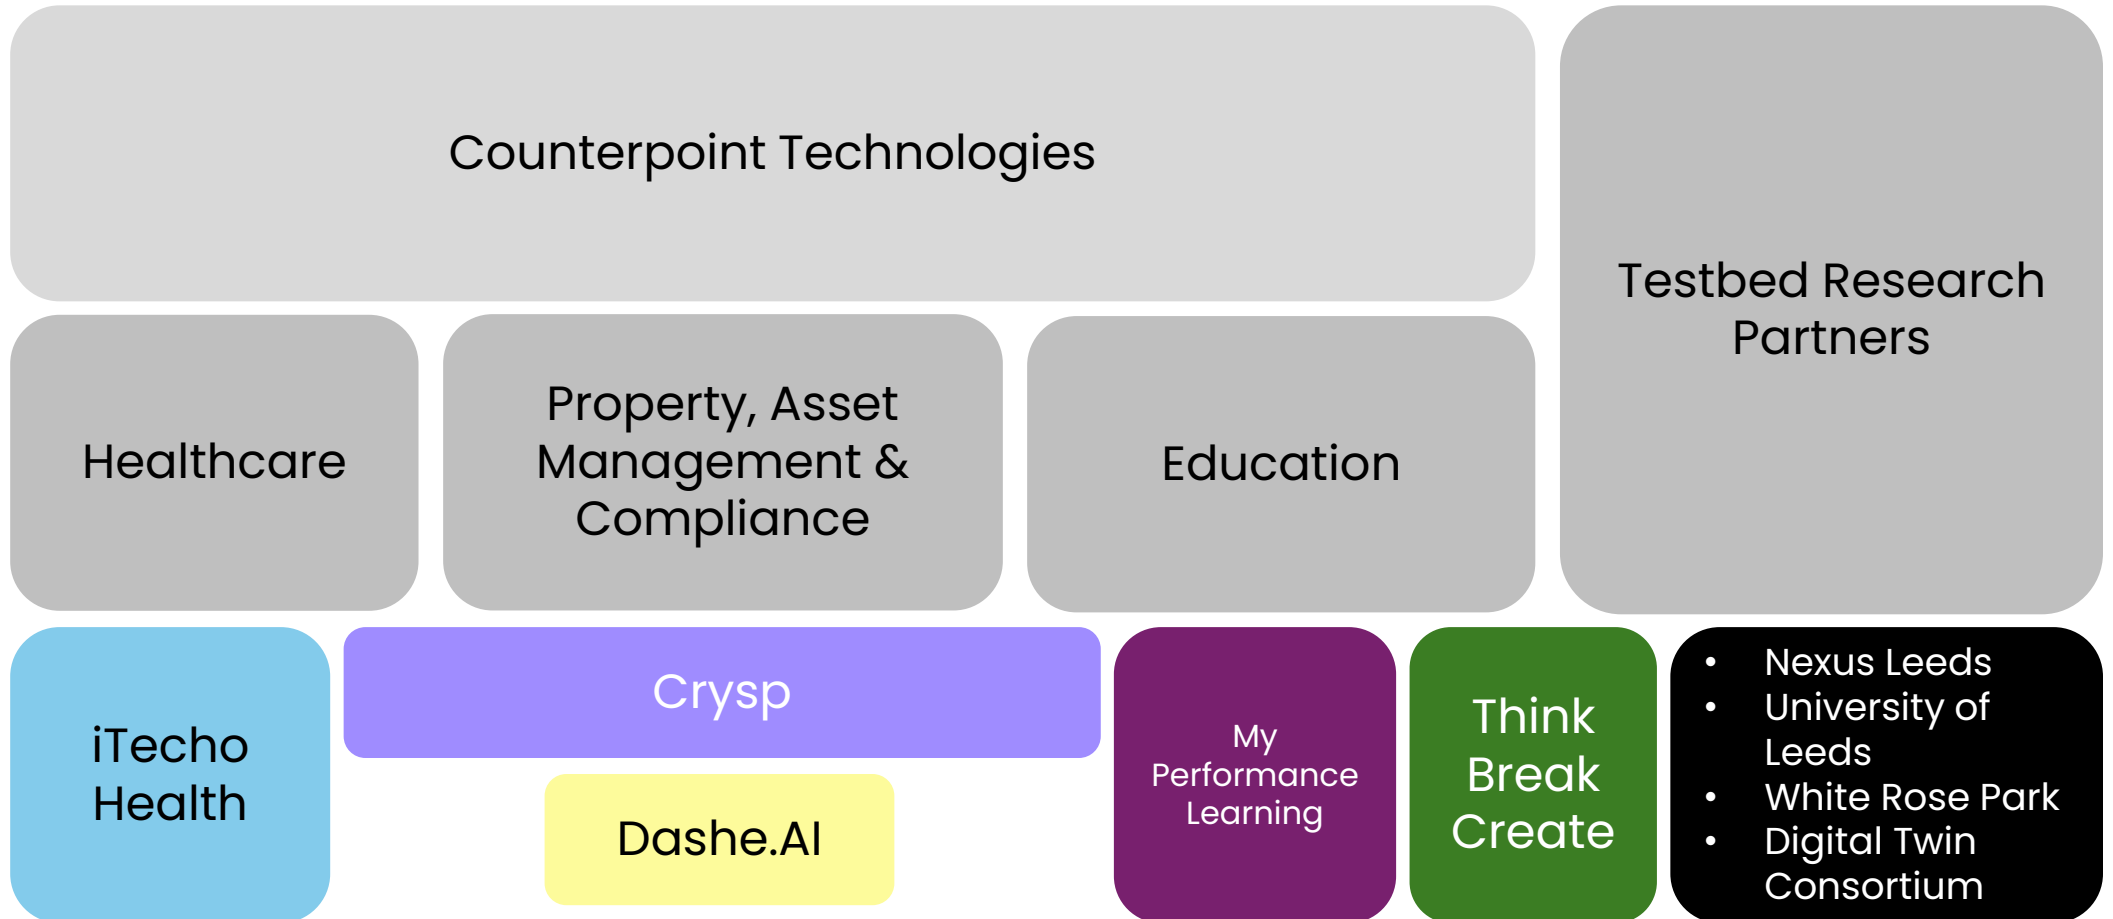 Counterpoint Technologies
Testbed Research
Partners
Healthcare
Property, Asset
Management &
Compliance
Education
iTecho
Health
Crysp
Dashe.AI
My
Performance
Learning
Think
Break
Create
• Nexus Leeds
• University of
Leeds
• White Rose Park
• Digital Twin
Consortium